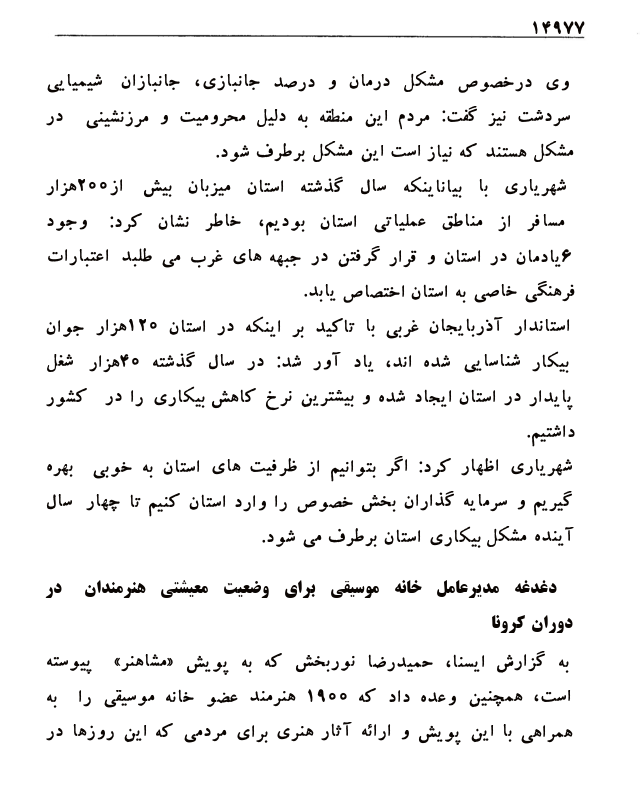 ۱۴۹۷۷
وی درخصوص مشکل درمان و درصد جانبازی، جانبازان شیمیایی
سردشت نیز گفت: مردم این منطقه به دلیل محرومیت و مرزنشینی در
مشکل هستند که نیاز است این مشکل برطرف شود.
شهریاری با بیاناینکه سال گذشته استان میزبان بیش از۲۰۰هزار
مسافر از مناطق عملیاتی استان بودیم، خاطر نشان کرد: وجود
۶یادمان در استان و قرار گرفتن در جبهه های غرب می طلبد اعتبارات
فرهنگی خاصی به استان اختصاص یابد.
استاندار آذربایجان غربی با تاکید بر اینکه در استان ۱۲۰هزار جوان
بیکار شناسایی شده اند، یاد آور شد: در سال گذشته ۴۰هزار شغل
پایدار در استان ایجاد شده و بیشترین نرخ کاهش بیکاری را در کشور
داشتیم.
شهریاری اظهار کرد: اگر بتوانیم از ظرفیت های استان به خوبی بهره
گیریم و سرمایه گذاران بخش خصوص را وارد استان کنیم تا چهار سال
آینده مشکل بیکاری استان برطرف می شود.
دغدغه مدیرعامل خانه موسیقی برای وضعیت معیشتی هنرمندان در
دوران کرونا
به گزارش ایسنا، حمیدرضا نوربخش که به پویش «مشاهنر» پیوسته
است، همچنین وعده داد که ۱۹۰۰ هنرمند عضو خانه موسیقی را به
همراهی با این پویش و ارائه آثار هنری برای مردمی که این روزها در